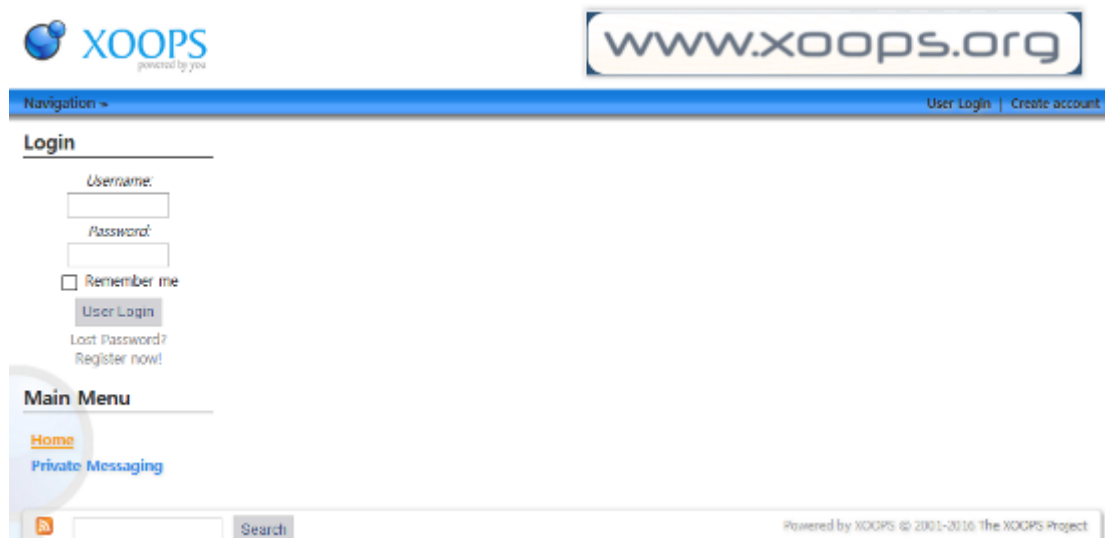 XOOPS
powered by you
www.xoops.org
Navigation
User Login | Create account
Login
Username:
Password:
Remember me
User Login
Lost Password?
Register now!
Main Menu
Home
Private Messaging
Search
Powered by XOOPS © 2001-2016 The XOOPS Project